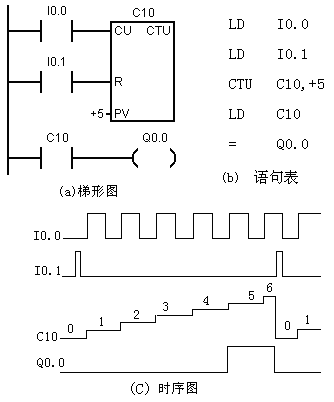 I0.0
C10
CU CTU
I0.1
R
+5 PV
C10 Q0.0
(a)梯形图
LD I0.0
LD I0.1
CTU C10,+5
LD C10
= Q0.0
(b) 语句表
I0.0
I0.1
C10 0 1 2 3 4 5 6 0 1
Q0.0
(C) 时序图